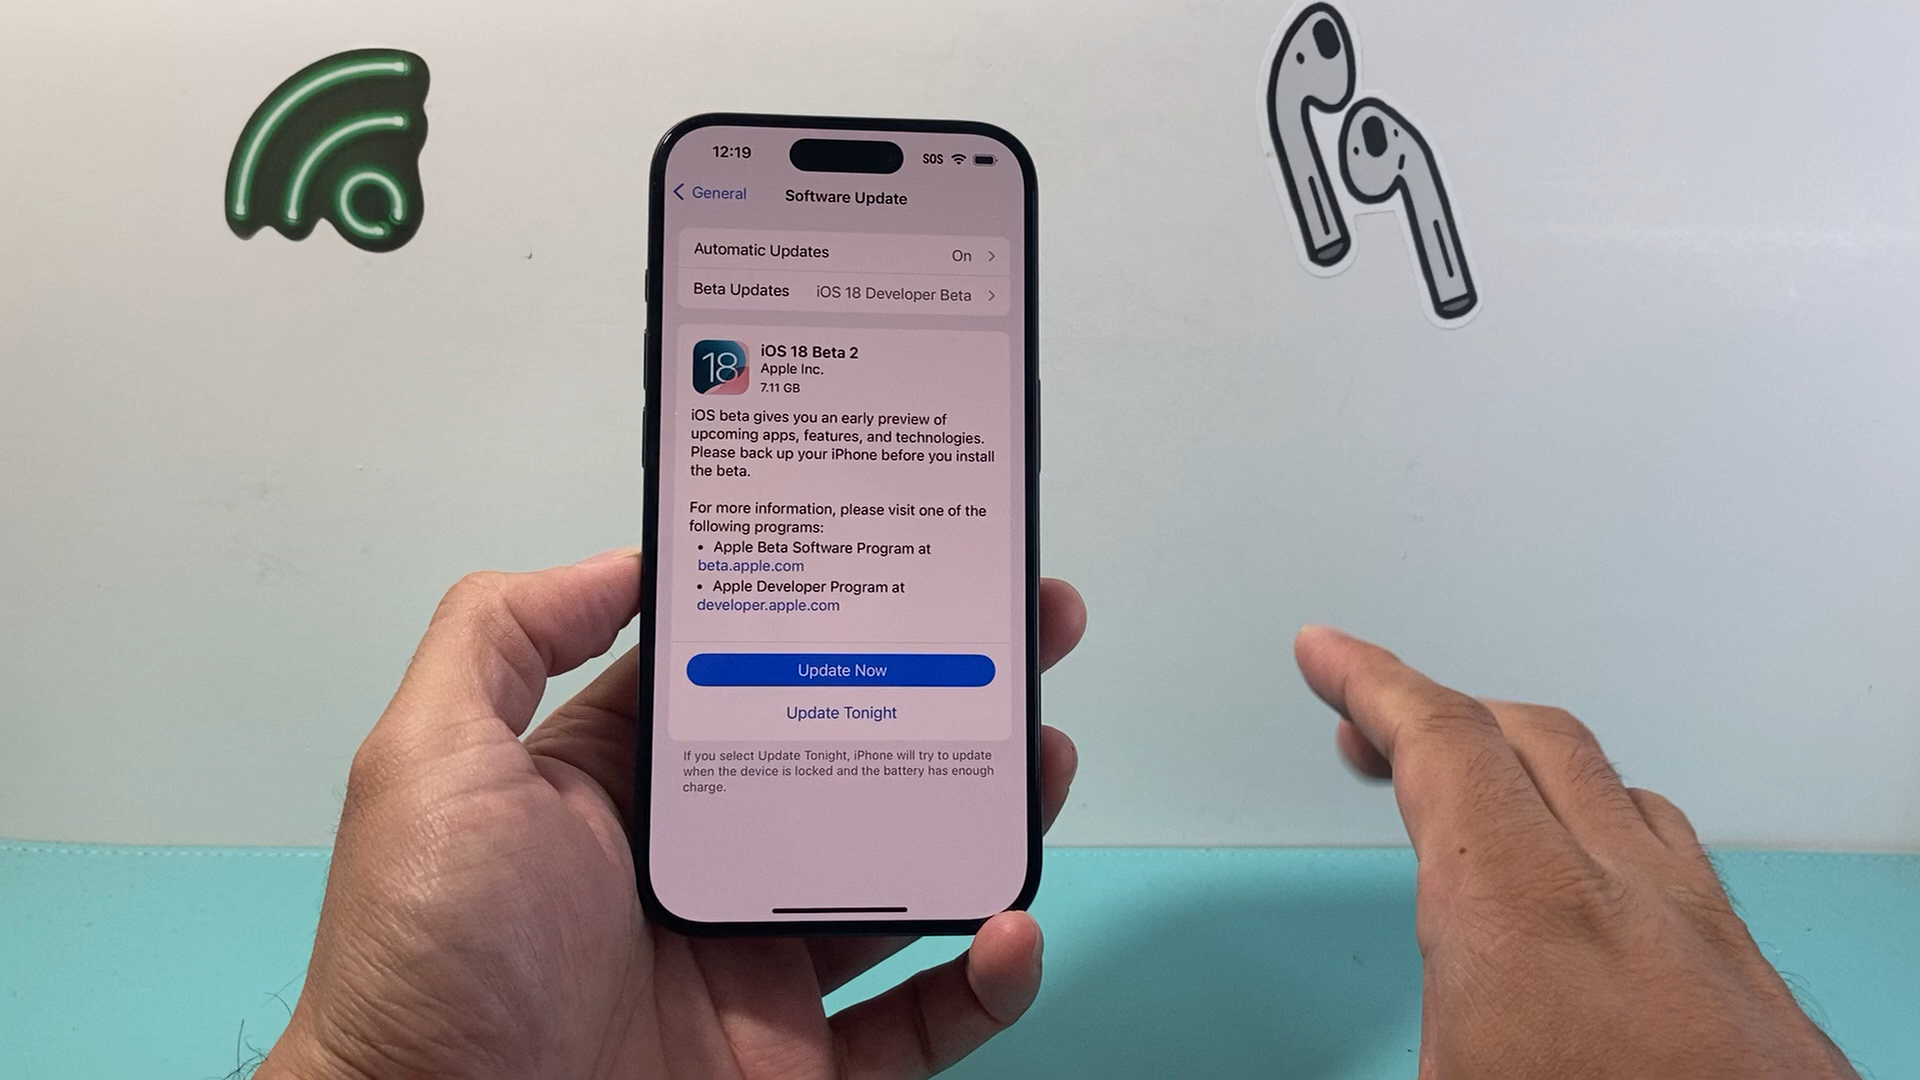 12:19
SOS
General
Software Update
Automatic Updates On
Beta Updates iOS 18 Developer Beta
18
iOS 18 Beta 2
Apple Inc.
7.11 GB
iOS beta gives you an early preview of
upcoming apps, features, and technologies.
Please back up your iPhone before you install
the beta.
For more information, please visit one of the
following programs:
• Apple Beta Software Program at
beta.apple.com
• Apple Developer Program at
developer.apple.com
Update Now
Update Tonight
If you select Update Tonight, iPhone will try to update
when the device is locked and the battery has enough
charge.